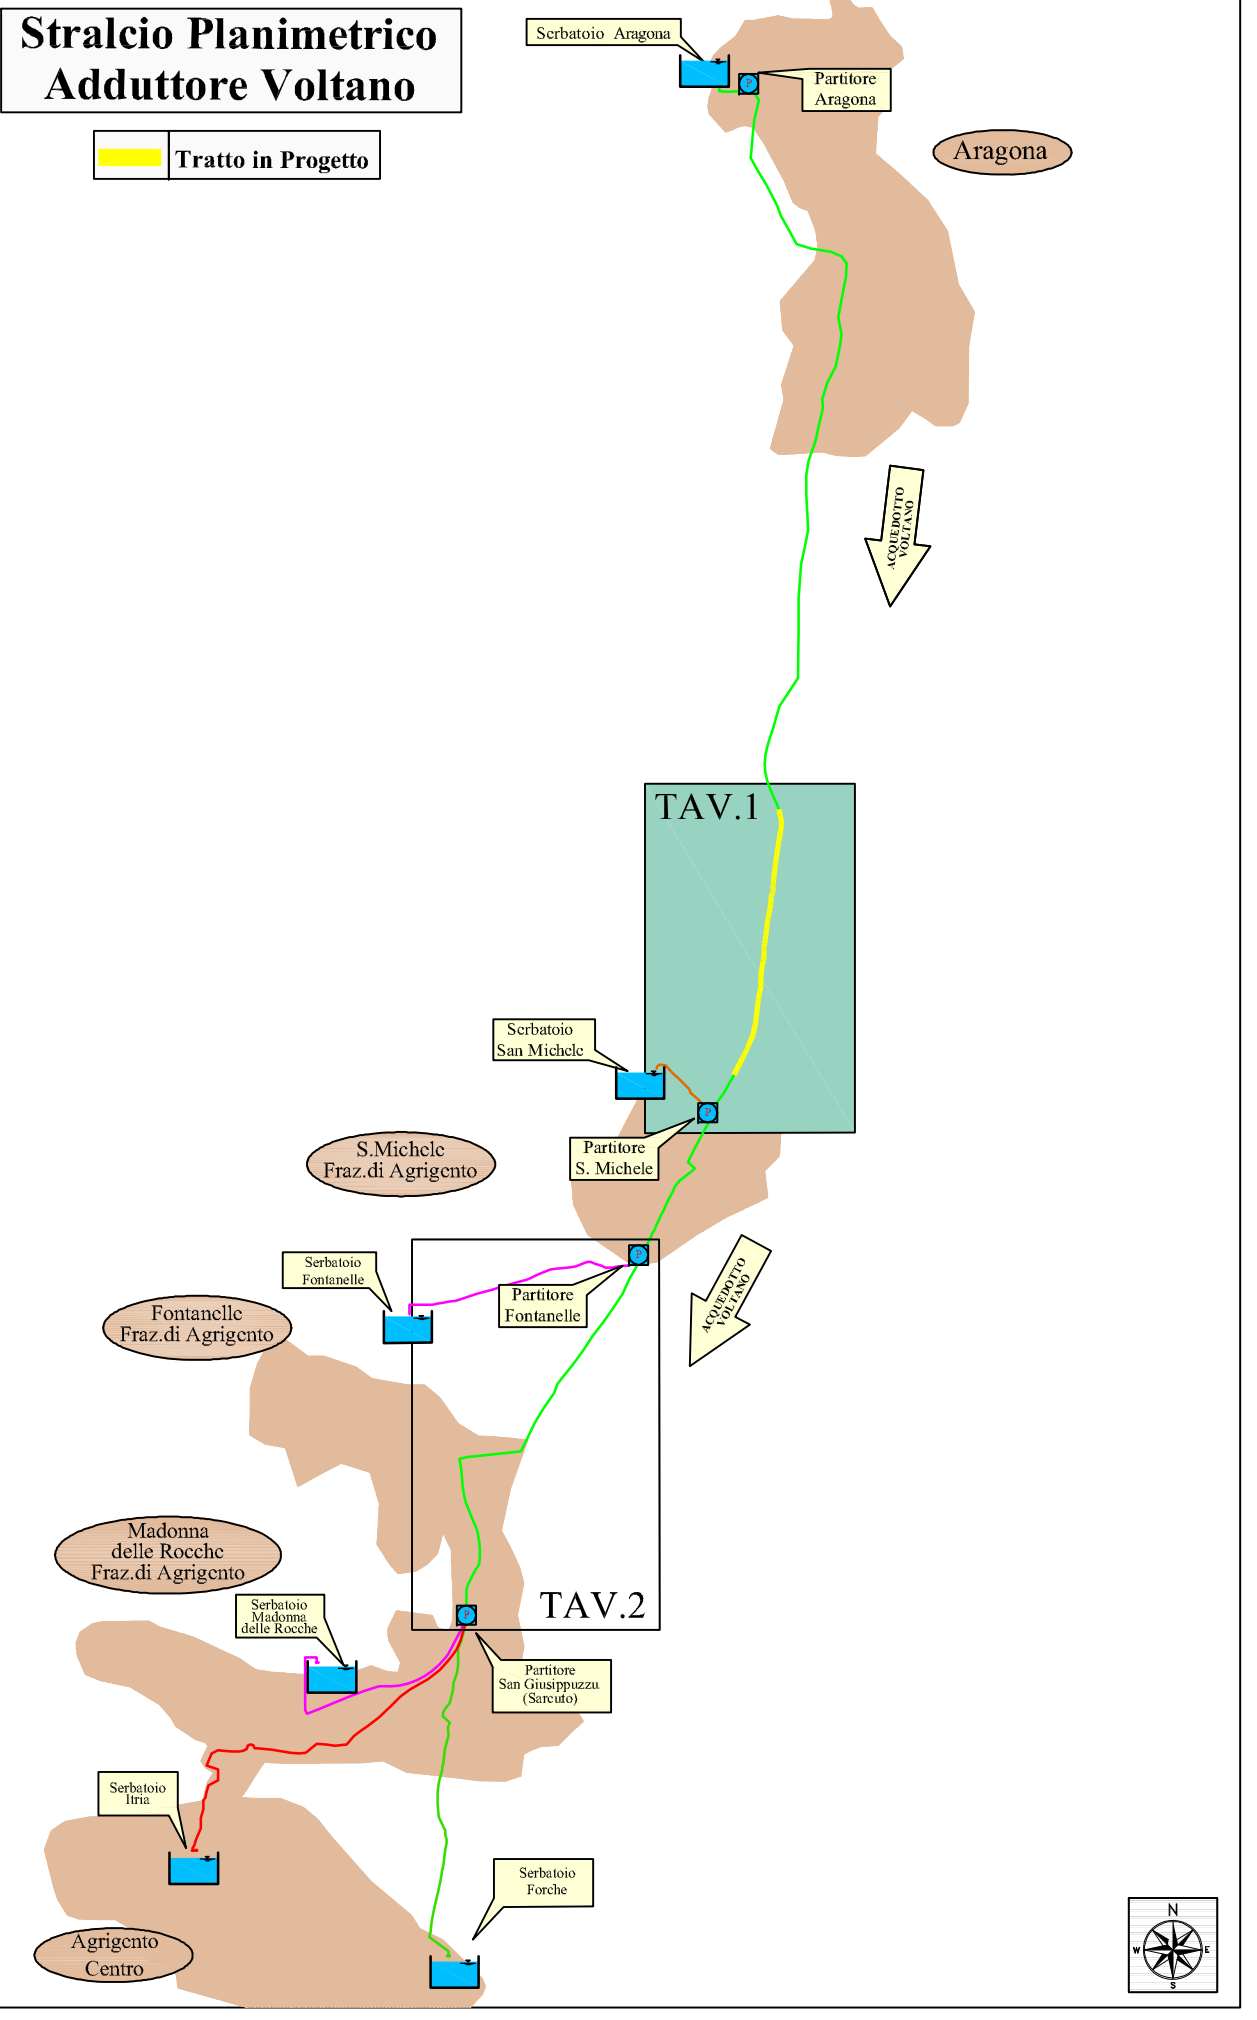 Stralcio Planimetrico
Adduttore Voltano
Tratto in Progetto
Serbatoio Aragona
P
Partitore
Aragona
Aragona
ACQUEDOTTO
VOLTANO
TAV.1
Serbatoio
San Michele
P
Partitore
S. Michele
S.Michele
Fraz.di Agrigento
P
Serbatoio
Fontanelle
Partitore
Fontanelle
ACQUEDOTTO
VOLTANO
Fontanelle
Fraz.di Agrigento
Madonna
delle Rocche
Fraz.di Agrigento
Serbatoio
Madonna
delle Rocche
TAV.2
P
Partitore
San Giusippuzzu
(Sarcuto)
Serbatoio
Itria
Serbatoio
Forche
Agrigento
Centro
N
W E
S